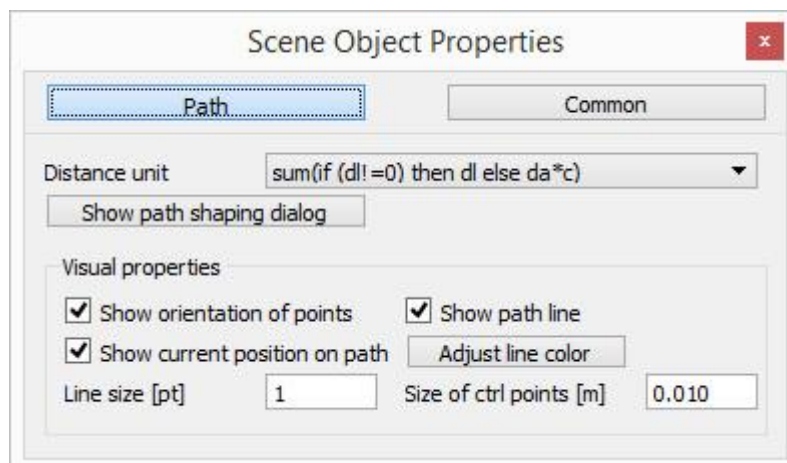 Scene Object Properties
x
Path
Common
Distance unit
sum(if (dl!=0) then dl else da*c)
Show path shaping dialog
Visual properties
Show orientation of points
Show path line
Show current position on path
Adjust line color
Line size [pt]
1
Size of ctrl points [m]
0.010